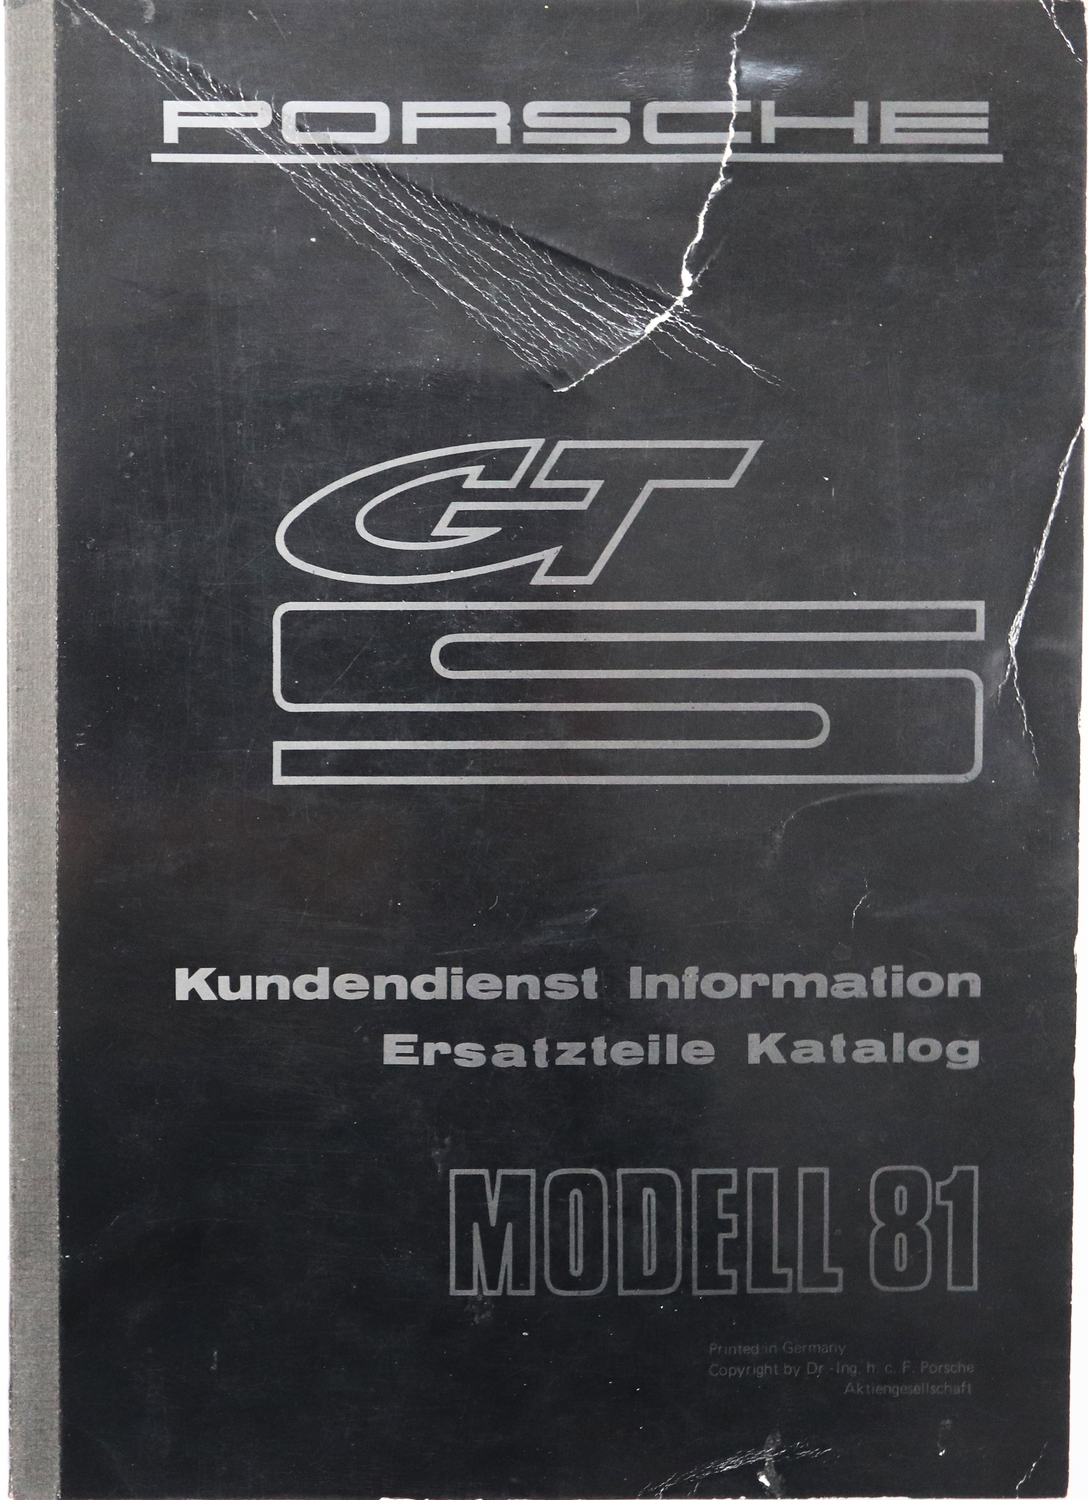 PORSCHE
GT
S
Kundendienst Information
Ersatzteile Katalog
MODELL 81
Printed in Germany
Copyright by Dr.-Ing. h. c. F. Porsche
Aktiengesellschaft